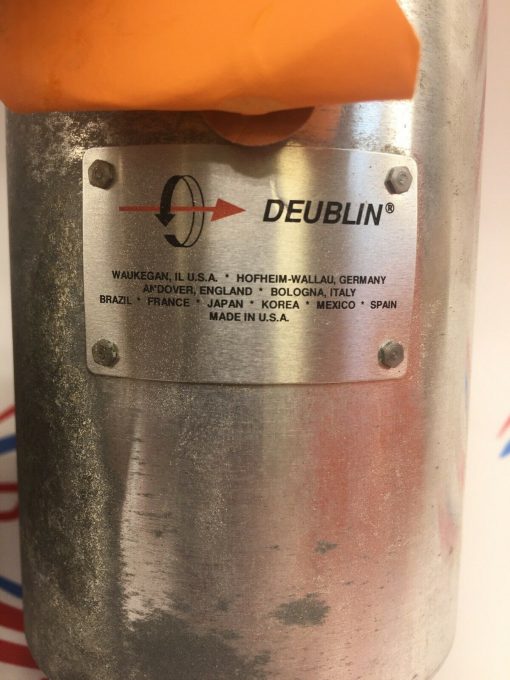 DEUBLIN®
WAUKEGAN, IL U.S.A. * HOFHEIM-WALLAU, GERMANY
ANDOVER, ENGLAND * BOLOGNA, ITALY
BRAZIL * FRANCE * JAPAN * KOREA * MEXICO * SPAIN
MADE IN U.S.A.